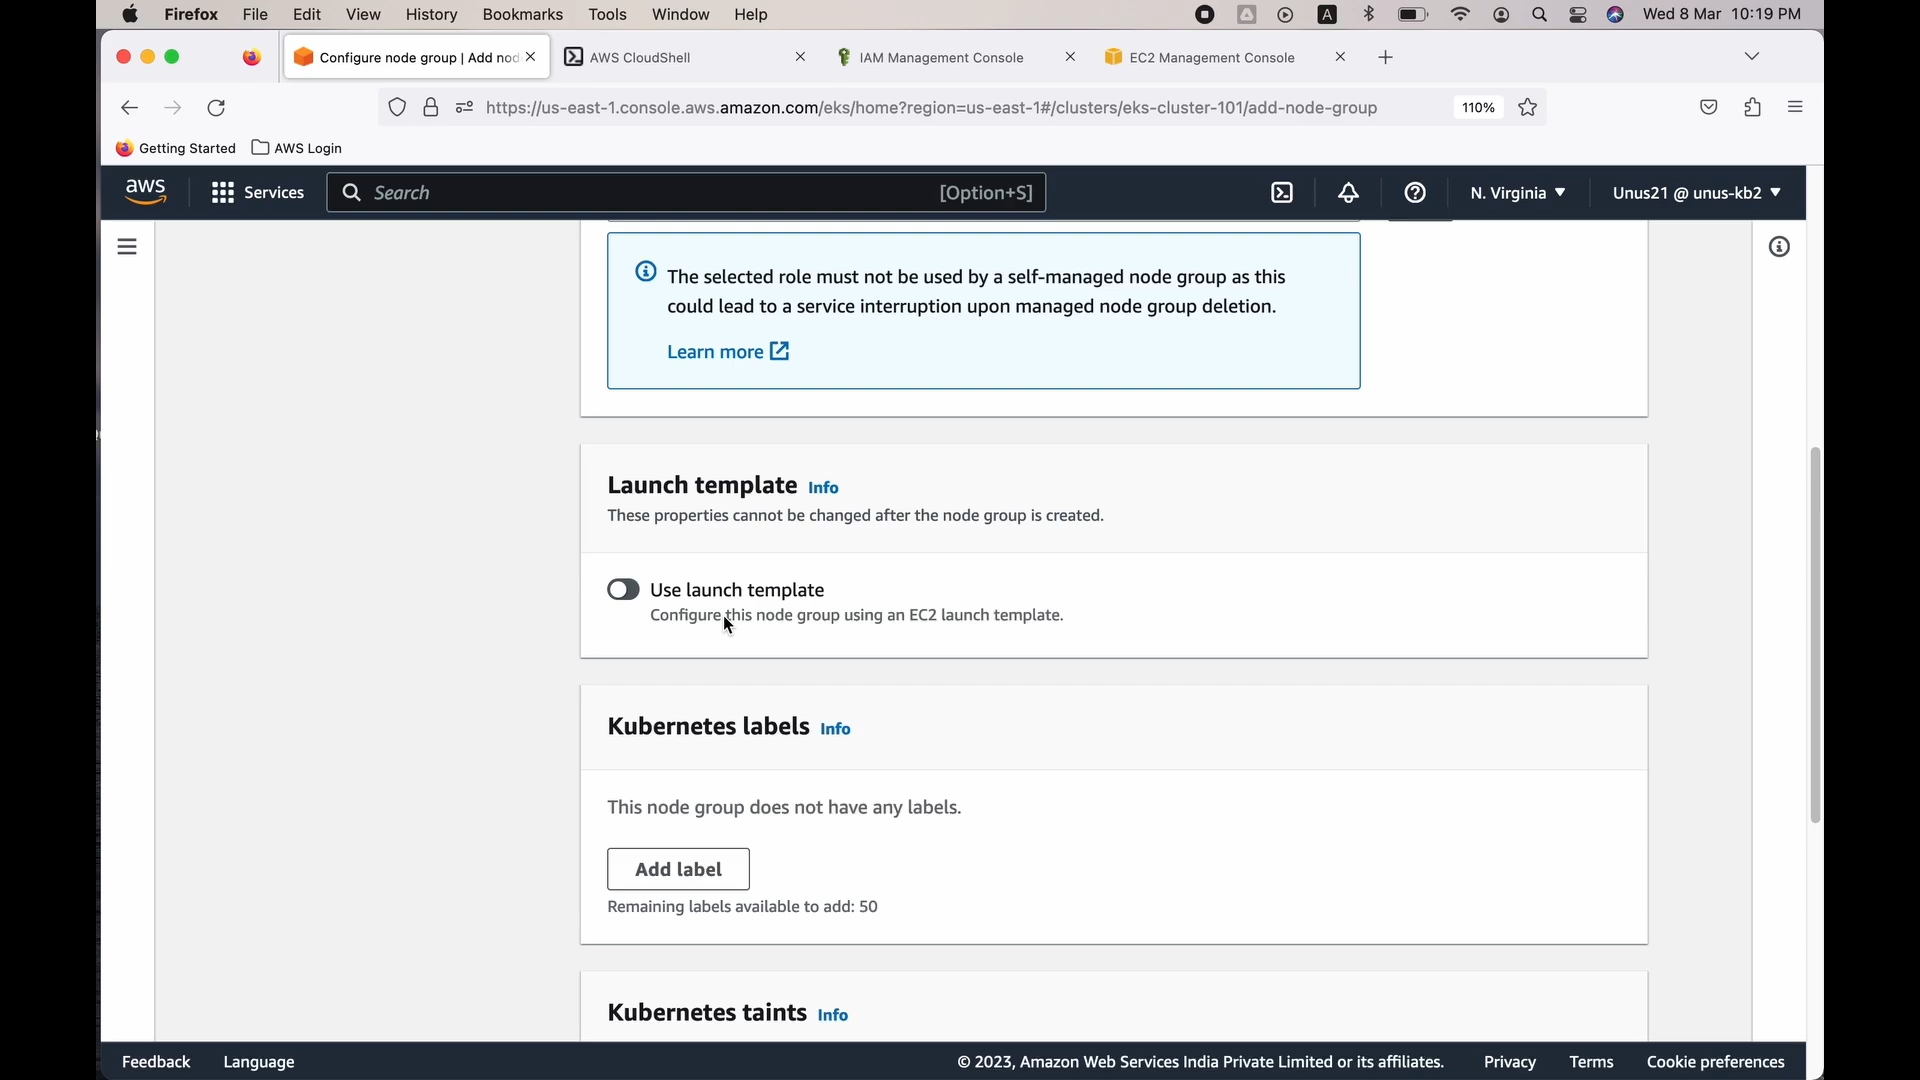 Firefox File Edit View History Bookmarks Tools Window Help A Wed 8 Mar 10:19 PM
Configure node group | Add nod AWS CloudShell IAM Management Console EC2 Management Console
https://us-east-1.console.aws.amazon.com/eks/home?region=us-east-1#/clusters/eks-cluster-101/add-node-group 110%
Getting Started AWS Login
aws Services Search [Option+S] N. Virginia Unus21 @ unus-kb2
The selected role must not be used by a self-managed node group as this
could lead to a service interruption upon managed node group deletion.
Learn more
Launch template Info
These properties cannot be changed after the node group is created.
Use launch template
Configure this node group using an EC2 launch template.
Kubernetes labels Info
This node group does not have any labels.
Add label
Remaining labels available to add: 50
Kubernetes taints Info
Feedback Language © 2023, Amazon Web Services India Private Limited or its affiliates. Privacy Terms Cookie preferences